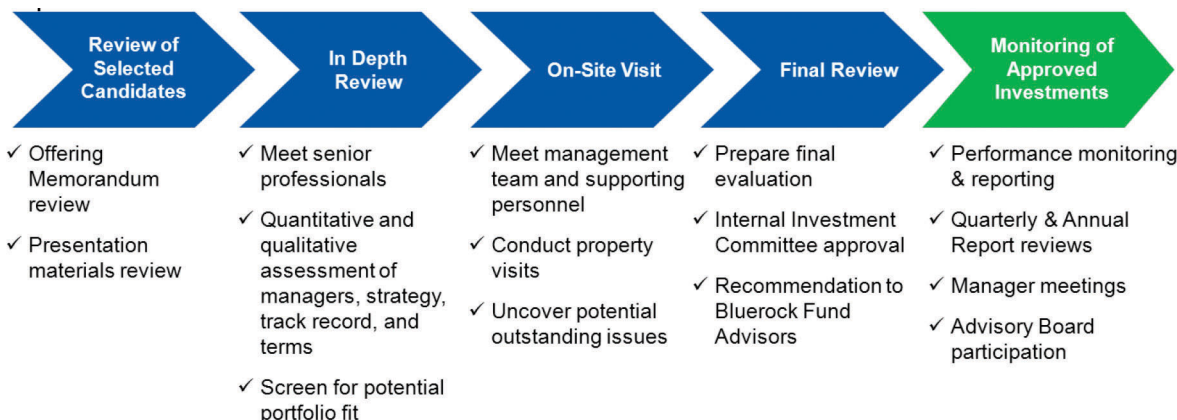 Review of
Selected
Candidates
✓ Offering
Memorandum
review
✓ Presentation
materials review
In Depth
Review
✓ Meet senior
professionals
✓ Quantitative and
qualitative
assessment of
managers, strategy,
track record, and
terms
✓ Screen for potential
portfolio fit
On-Site Visit
✓ Meet management
team and supporting
personnel
✓ Conduct property
visits
✓ Uncover potential
outstanding issues
Final Review
✓ Prepare final
evaluation
✓ Internal Investment
Committee approval
✓ Recommendation to
Bluerock Fund
Advisors
Monitoring of
Approved
Investments
✓ Performance monitoring
& reporting
✓ Quarterly & Annual
Report reviews
✓ Manager meetings
✓ Advisory Board
participation